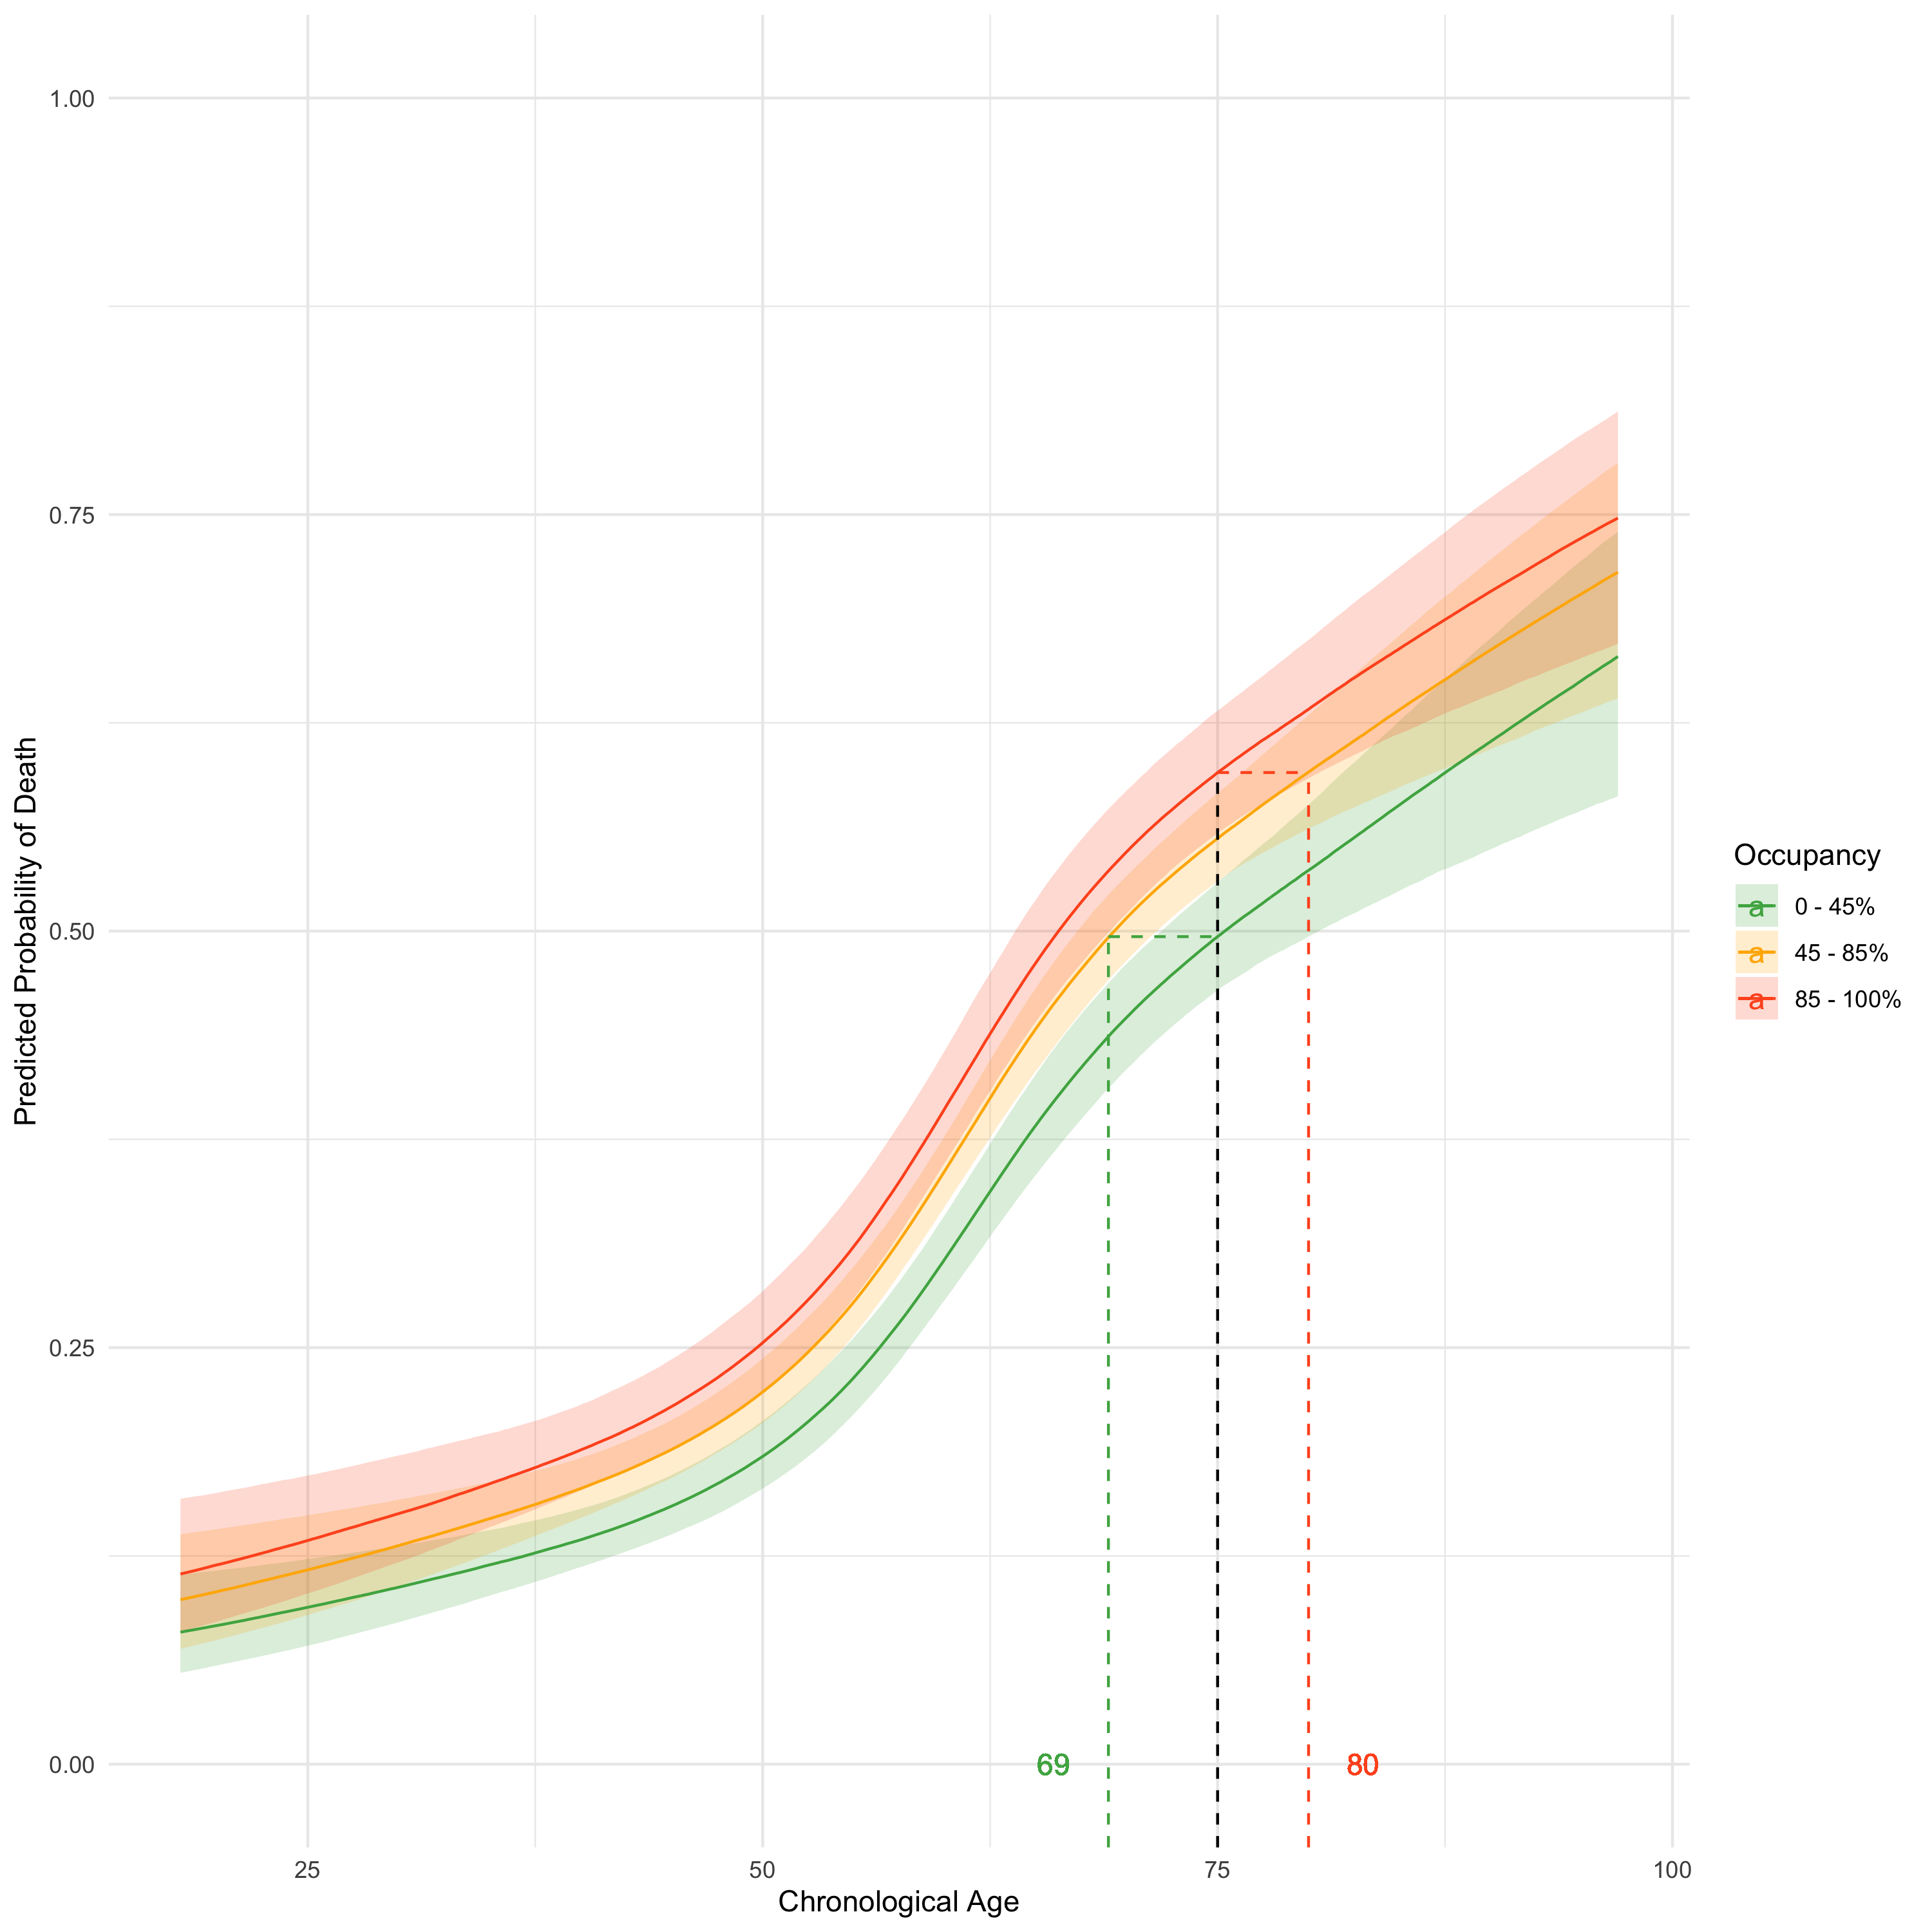 1.00
0.75
0.50
0.25
0.00
Predicted Probability of Death
69
80
25
50
75
100
Chronological Age
Occupancy
a 0 - 45%
a 45 - 85%
a 85 - 100%